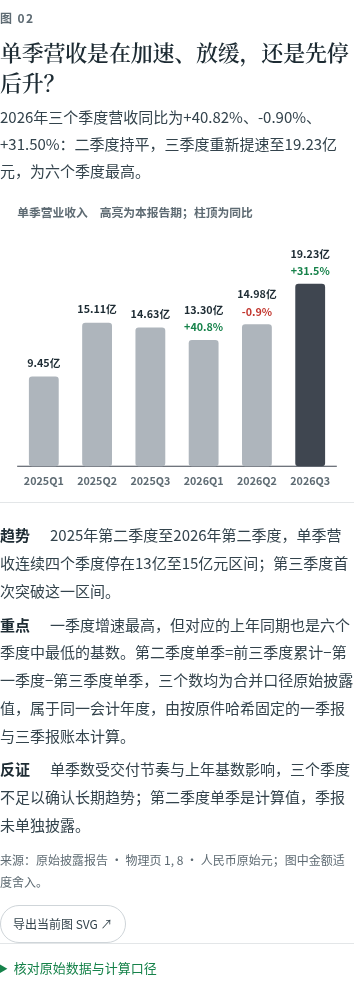 图 02
单季营收是在加速、放缓，还是先停
后升？
2026年三个季度营收同比为+40.82%、-0.90%、
+31.50%：二季度持平，三季度重新提速至19.23亿
元，为六个季度最高。
单季营业收入 高亮为本报告期；柱顶为同比
19.23亿
+31.5%
15.11亿
14.63亿
13.30亿
+40.8%
14.98亿
-0.9%
9.45亿
2025Q1 2025Q2 2025Q3 2026Q1 2026Q2 2026Q3
趋势 2025年第二季度至2026年第二季度，单季营
收连续四个季度停在13亿至15亿元区间；第三季度首
次突破这一区间。
重点 一季度增速最高，但对应的上年同期也是六个
季度中最低的基数。第二季度单季=前三季度累计−第
一季度−第三季度单季，三个数均为合并口径原始披露
值，属于同一会计年度，由按原件哈希固定的一季报
与三季报账本计算。
反证 单季数受交付节奏与上年基数影响，三个季度
不足以确认长期趋势；第二季度单季是计算值，季报
未单独披露。
来源：原始披露报告 · 物理页 1, 8 · 人民币原始元；图中金额适
度舍入。
导出当前图 SVG ↗
▶ 核对原始数据与计算口径